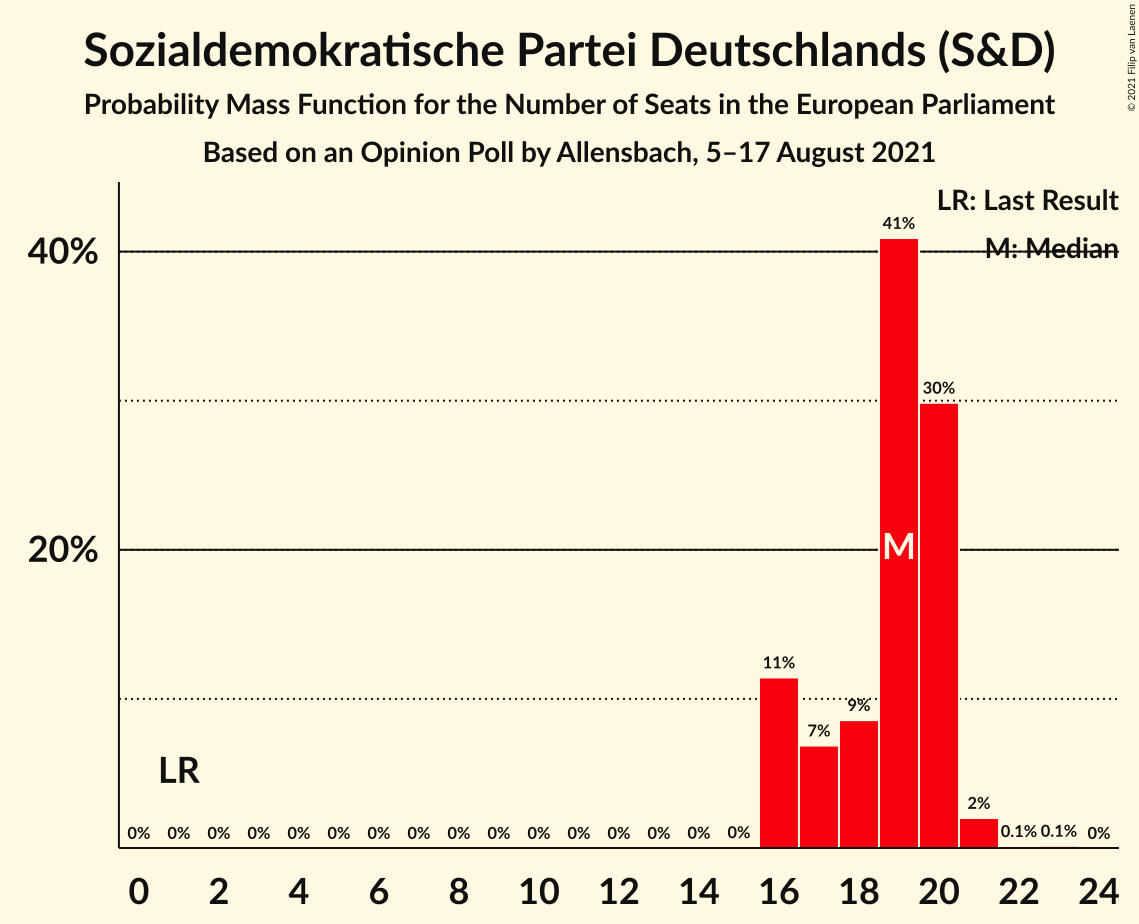 Sozialdemokratische Partei Deutschlands (S&D)
Probability Mass Function for the Number of Seats in the European Parliament
Based on an Opinion Poll by Allensbach, 5–17 August 2021
© 2021 Filip van Laenen
LR: Last Result
M: Median
41%
40%
30%
M
20%
11%
9%
7%
LR
2%
0% 0% 0% 0% 0% 0% 0% 0% 0% 0% 0% 0% 0% 0% 0% 0% 0.1% 0.1% 0%
0 2 4 6 8 10 12 14 16 18 20 22 24